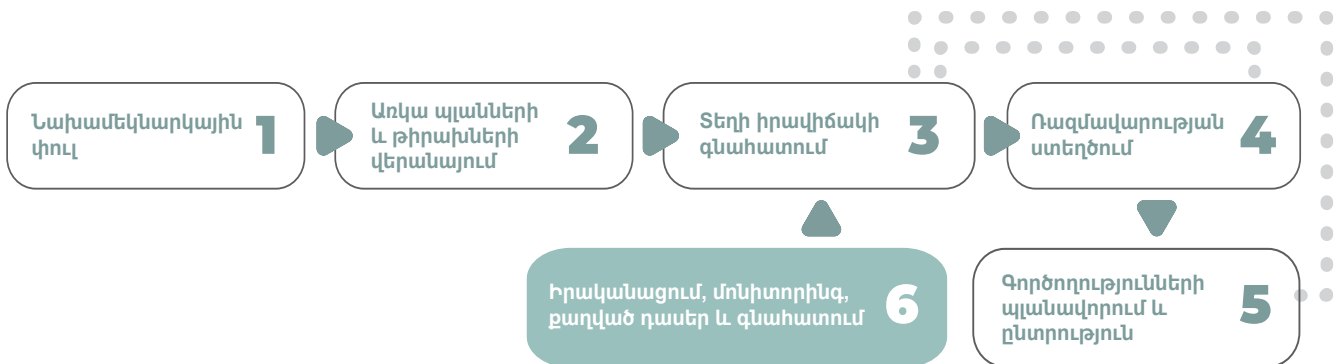 Նախամեկնարկային
փուլ
1
Առկա պլանների
և թիրախների
վերանայում
2
Տեղի իրավիճակի
գնահատում
3
Ռազմավարության
ստեղծում
4
Իրականացում, մոնիտորինգ,
քաղված դասեր և գնահատում
6
Գործողությունների
պլանավորում և
ընտրություն
5